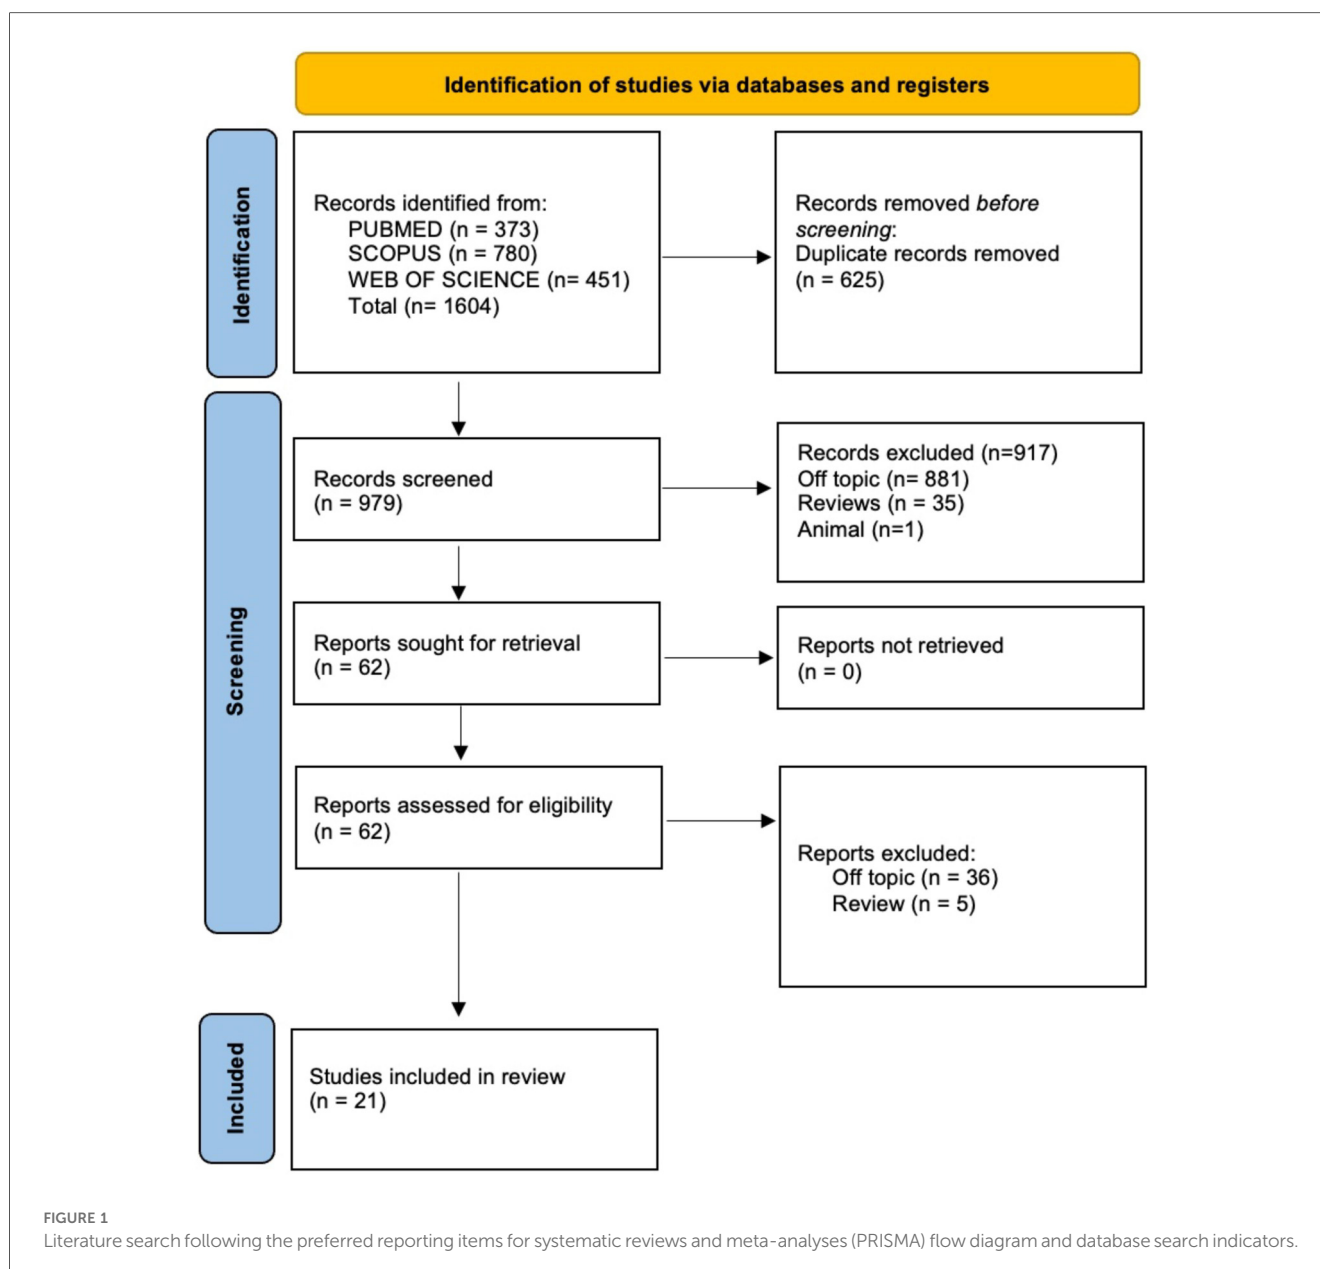 Identification of studies via databases and registers
Identification
Records identified from:
PUBMED (n = 373)
SCOPUS (n = 780)
WEB OF SCIENCE (n= 451)
Total (n= 1604)
Records removed before
screening:
Duplicate records removed
(n = 625)
Screening
Records screened
(n = 979)
Records excluded (n=917)
Off topic (n= 881)
Reviews (n = 35)
Animal (n=1)
Reports sought for retrieval
(n = 62)
Reports not retrieved
(n = 0)
Reports assessed for eligibility
(n = 62)
Reports excluded:
Off topic (n = 36)
Review (n = 5)
Included
Studies included in review
(n = 21)
FIGURE 1
Literature search following the preferred reporting items for systematic reviews and meta-analyses (PRISMA) flow diagram and database search indicators.